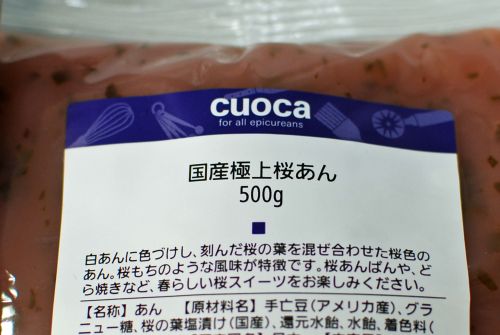 cuoca
for all epicureans
国産極上桜あん
500g
白あんに色づけし、刻んだ桜の葉を混ぜ合わせた桜色の
あん。桜もちのような風味が特徴です。桜あんぱんや、ど
ら焼きなど、春らしい桜スイーツをお楽しみください。
【名称】あん 【原材料名】手亡豆(アメリカ産)、グラ
ニュー糖、桜の葉塩漬け(国産)、還元水飴、水飴、着色料(